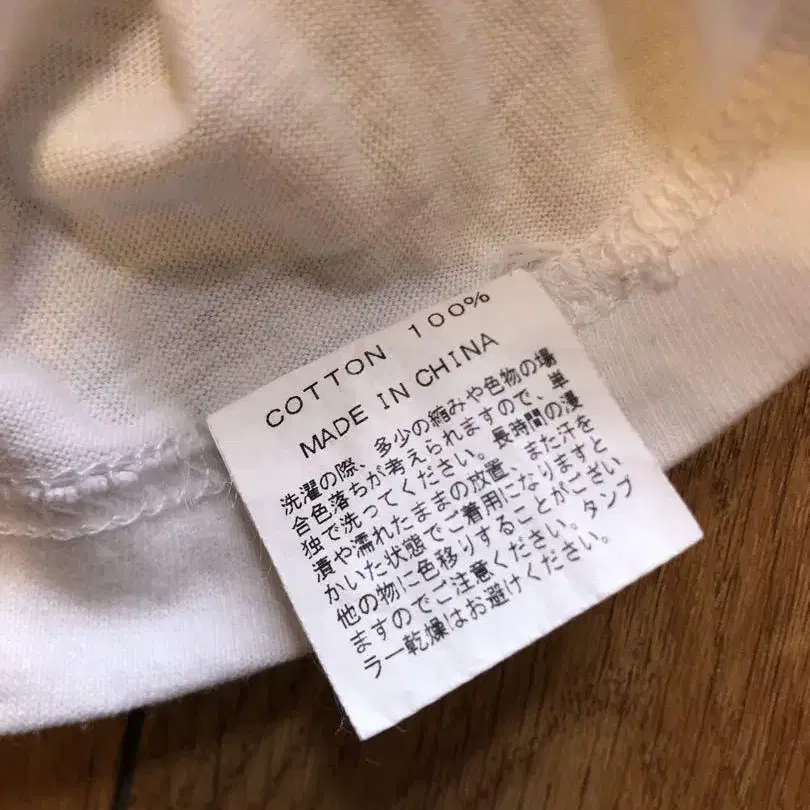 COTTON 100%
MADE IN CHINA
洗濯の際、多少の縮みや色物の場
合色落ちが考えられますので、単
独で洗ってください。長時間の浸
漬や濡れたままの放置、また汗を
かいた状態でご着用になりますと
他の物に色移りすることがござい
ますのでご注意ください。タンブ
ラー乾燥はお避けください。